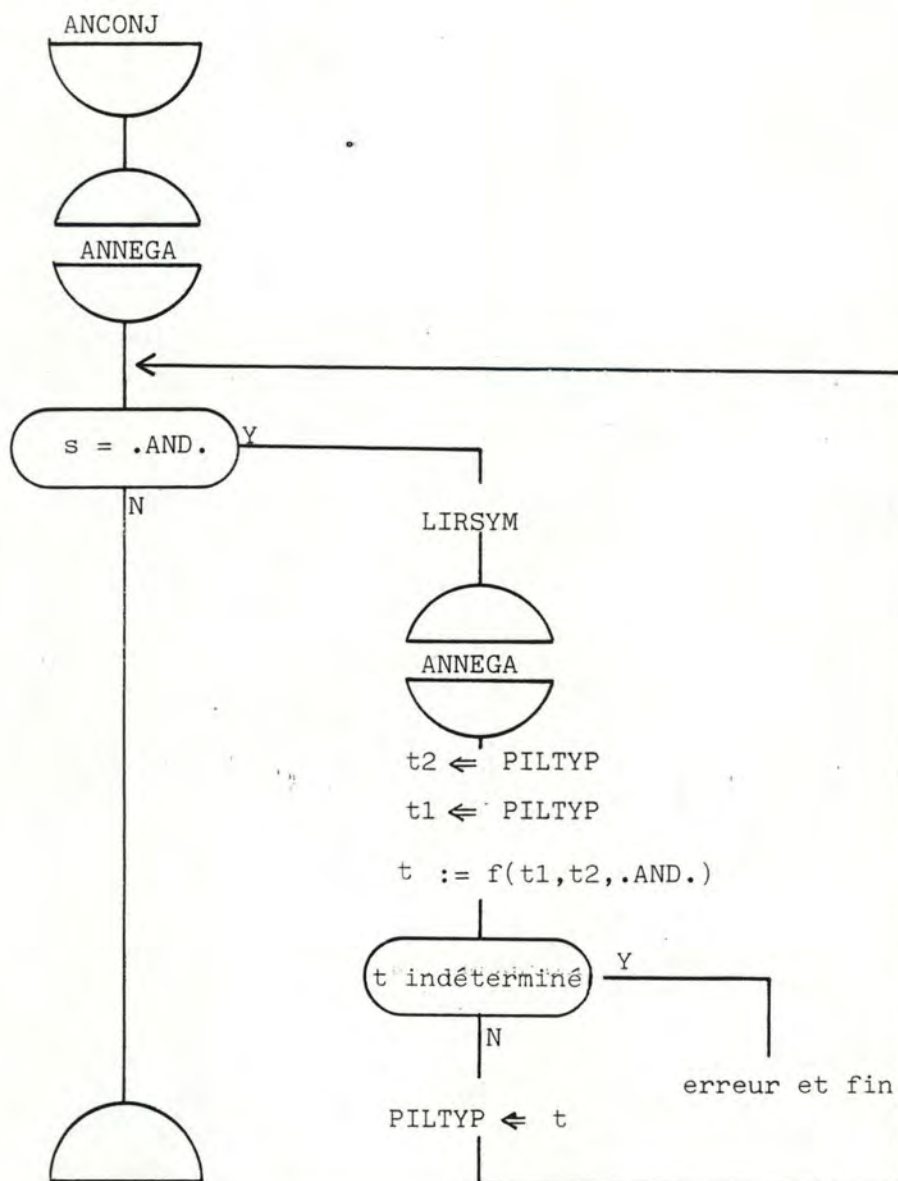 ANCONJ
ANNEGA
s = .AND.
Y
N
LIRSYM
ANNEGA
t2 ⇐ PILTYP
t1 ⇐ PILTYP
t := f(t1,t2,.AND.)
t indéterminé
Y
N
erreur et fin
PILTYP ⇐ t